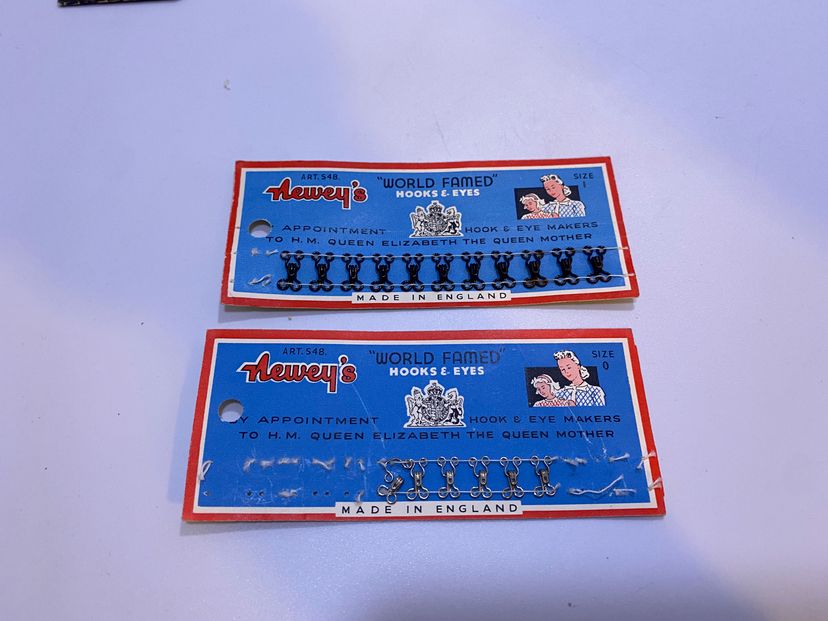 ART. 548.
Newey's
"WORLD FAMED"
HOOKS & EYES
SIZE
1
APPOINTMENT HOOK & EYE MAKERS
TO H.M. QUEEN ELIZABETH THE QUEEN MOTHER
MADE IN ENGLAND
ART. 548.
Newey's
"WORLD FAMED"
HOOKS & EYES
SIZE
0
BY APPOINTMENT HOOK & EYE MAKERS
TO H.M. QUEEN ELIZABETH THE QUEEN MOTHER
MADE IN ENGLAND